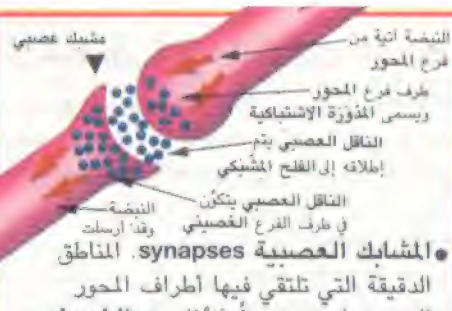 مشبك عصبي
النبضة آتية من
فرع المحور
طرف فرع المحور
ويسمى المذوزة الاشتباكية
الناقل العصبي يتم
إطلاقه إلى الفلج المشبكي
الناقل العصبي يتكون
في طرف الفرع الغصيني
النبضة
وقد ارسلت
• المشابك العصبية synapses. المناطق
الدقيقة التي تلتقي فيها أطراف المحور